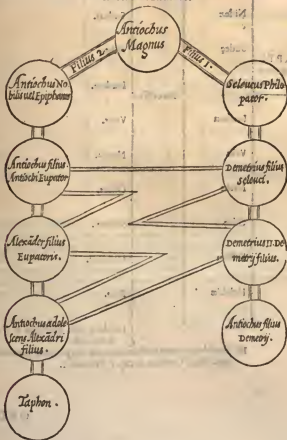 Antiochus
Magnus
Filius 2.
Filius 1.
Antiochus No
bilis vel Epiphanes
Seleucus Philo
pator.
Antiochus filius
Antiochi Eupator
Demetrius filius
seleuci.
Alexãder filius
Eupatoris.
Demetrius II. De
metrij filius.
Antiochus adole
scens Alexãdri
filius.
Antiochus filius
Demetrij.
Taphon.